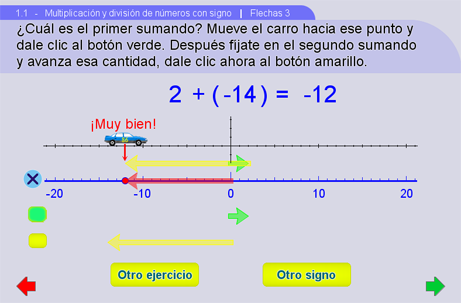 1.1 - Multiplicación y división de números con signo | Flechas 3
¿Cuál es el primer sumando? Mueve el carro hacia ese punto y
dale clic al botón verde. Después fijate en el segundo sumando
y avanza esa cantidad, dale clic ahora al botón amarillo.
2 + (-14) = -12
¡Muy bien!
X
-20 -10 0 10 20
Otro ejercicio Otro signo